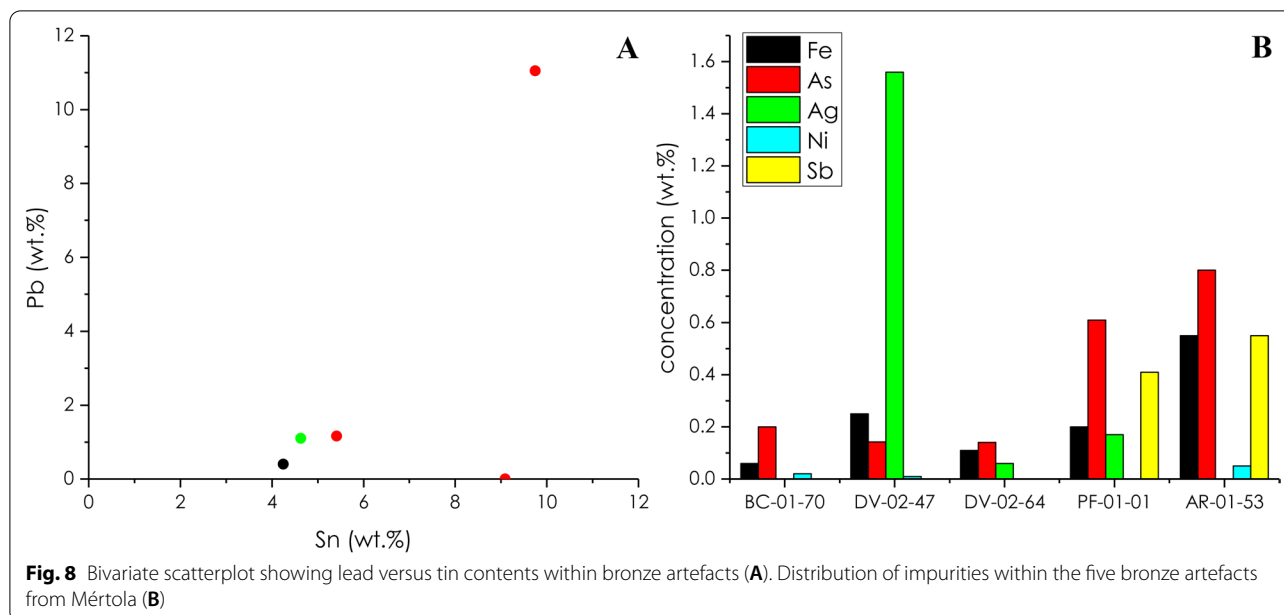 A
Pb (wt.%)
12
10
8
6
4
2
0
0 2 4 6 8 10 12
Sn (wt.%)
B
Fe
As
Ag
Ni
Sb
concentration (wt.%)
1.6
1.4
1.2
1.0
0.8
0.6
0.4
0.2
0.0
BC-01-70 DV-02-47 DV-02-64 PF-01-01 AR-01-53
Fig. 8 Bivariate scatterplot showing lead versus tin contents within bronze artefacts (A). Distribution of impurities within the five bronze artefacts
from Mértola (B)